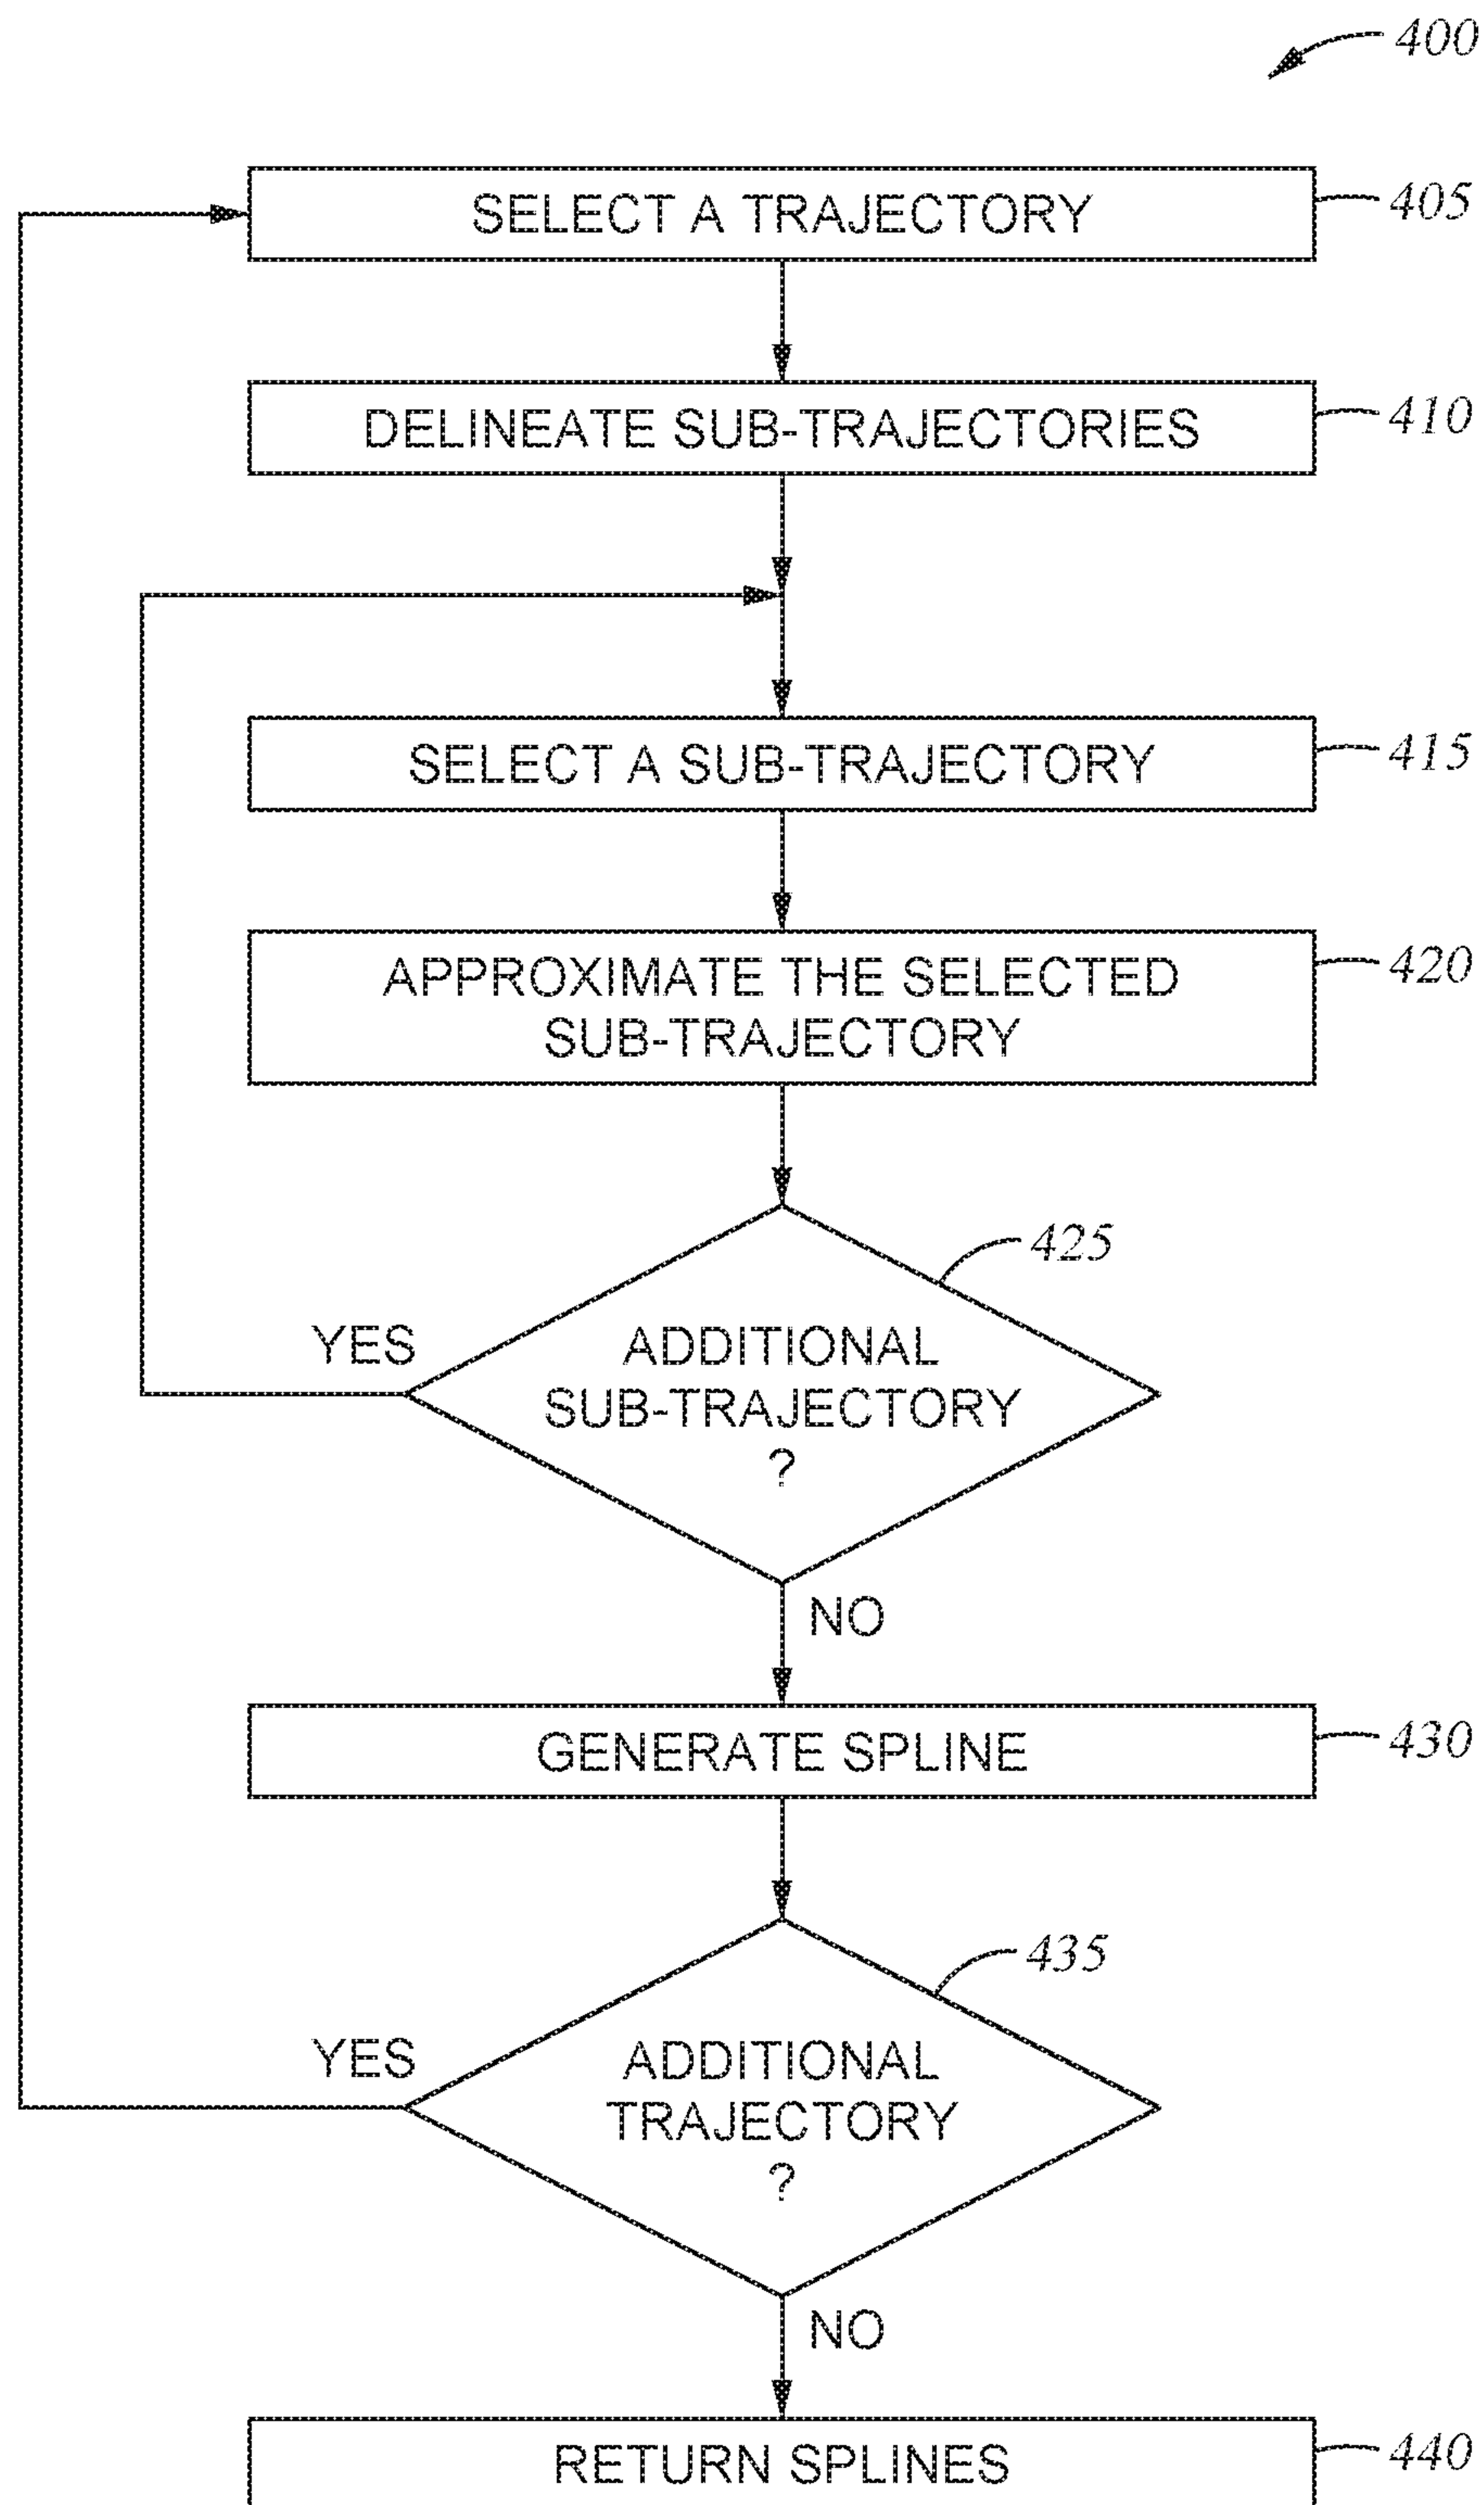 400
SELECT A TRAJECTORY
405
DELINEATE SUB-TRAJECTORIES
410
SELECT A SUB-TRAJECTORY
415
APPROXIMATE THE SELECTED
SUB-TRAJECTORY
420
425
YES
ADDITIONAL
SUB-TRAJECTORY
?
NO
GENERATE SPLINE
430
435
YES
ADDITIONAL
TRAJECTORY
?
NO
RETURN SPLINES
440